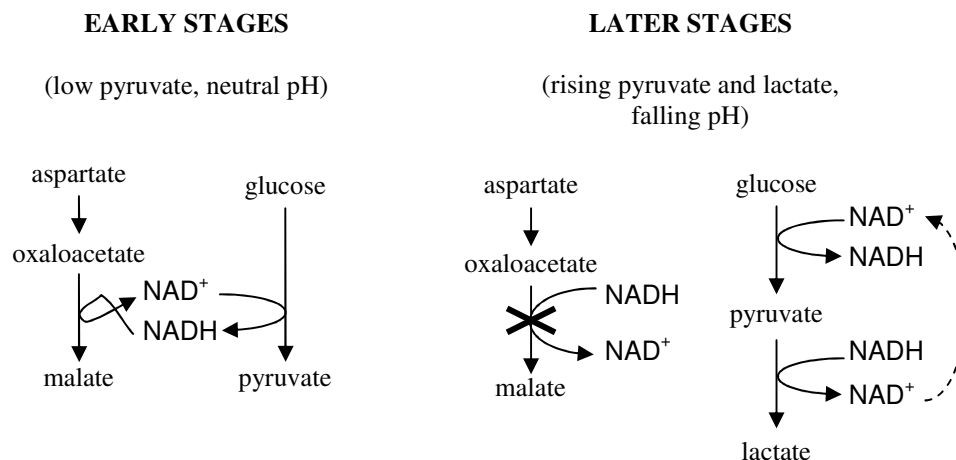 EARLY STAGES
(low pyruvate, neutral pH)
aspartate
glucose
oxaloacetate
NAD⁺
NADH
malate
pyruvate
LATER STAGES
(rising pyruvate and lactate,
falling pH)
aspartate
oxaloacetate
NADH
NAD⁺
malate
glucose
NAD⁺
NADH
pyruvate
NADH
NAD⁺
lactate